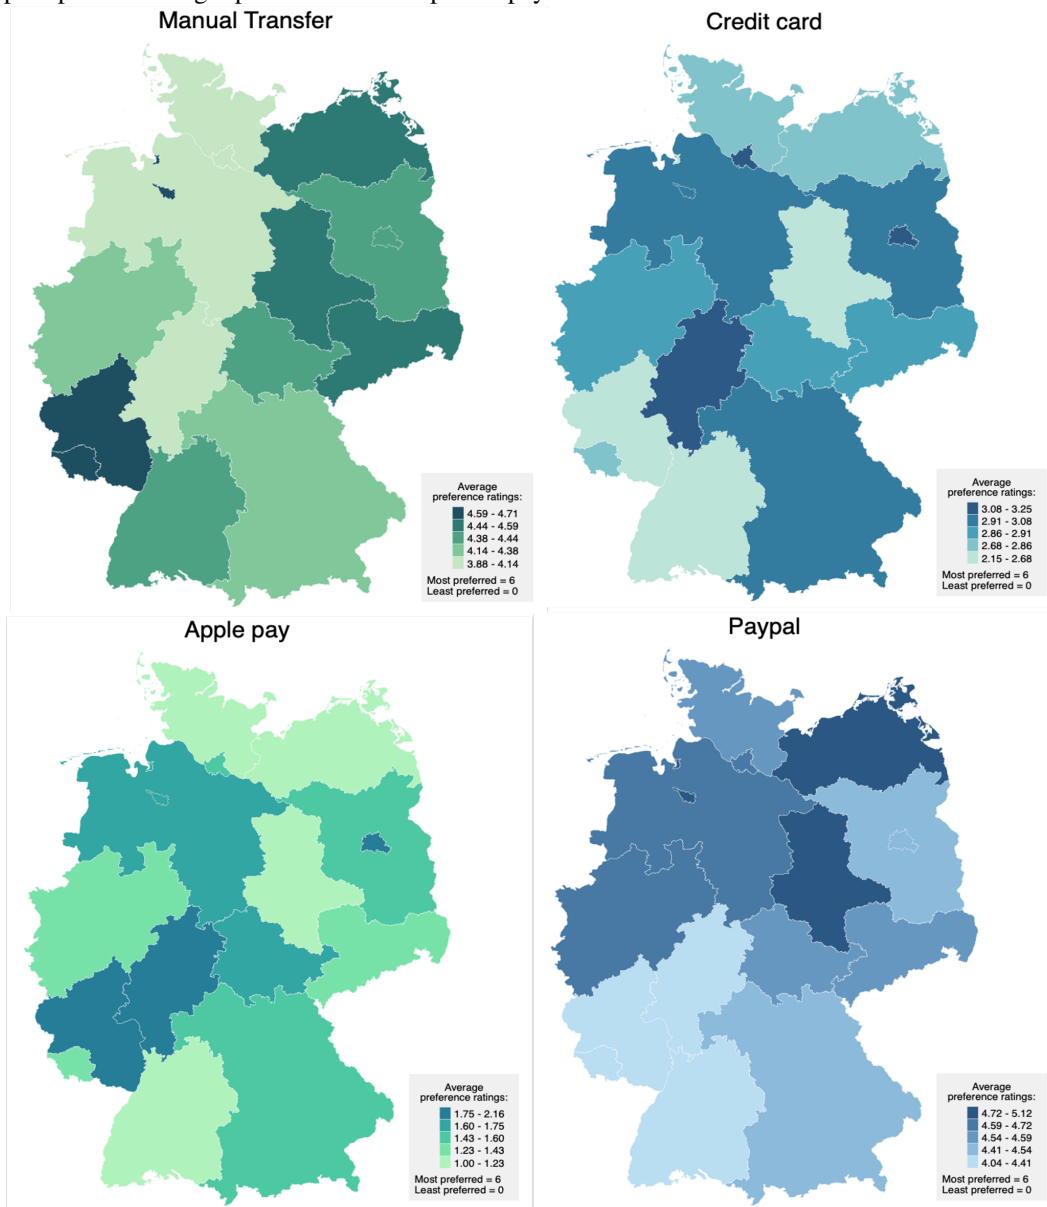 Manual Transfer
Credit card
Average
preference ratings:
4.59 - 4.71
4.44 - 4.59
4.38 - 4.44
4.14 - 4.38
3.88 - 4.14
Most preferred = 6
Least preferred = 0
Average
preference ratings:
3.08 - 3.25
2.91 - 3.08
2.86 - 2.91
2.68 - 2.86
2.15 - 2.68
Most preferred = 6
Least preferred = 0
Apple pay
Paypal
Average
preference ratings:
1.75 - 2.16
1.60 - 1.75
1.43 - 1.60
1.23 - 1.43
1.00 - 1.23
Most preferred = 6
Least preferred = 0
Average
preference ratings:
4.72 - 5.12
4.59 - 4.72
4.54 - 4.59
4.41 - 4.54
4.04 - 4.41
Most preferred = 6
Least preferred = 0